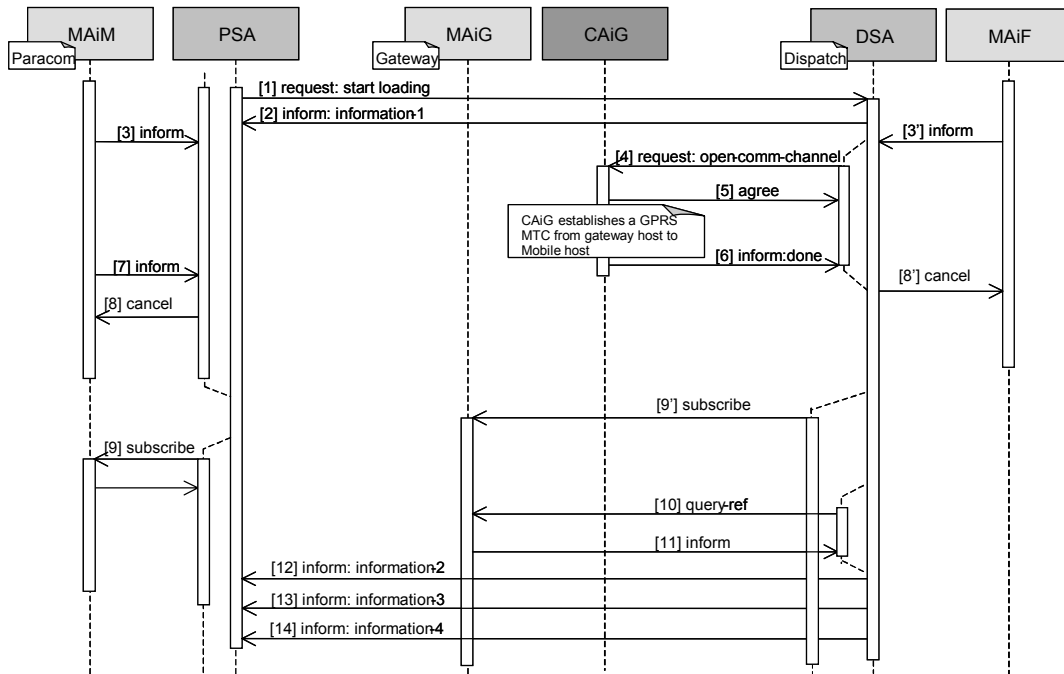 MAiM
PSA
MAiG
CAiG
DSA
MAiF
Paracom
Gateway
Dispatch
[1] request: start loading
[2] inform: information-1
[3] inform
[3'] inform
[4] request: open-comm-channel
[5] agree
CAiG establishes a GPRS
MTC from gateway host to
Mobile host
[6] inform:done
[7] inform
[8'] cancel
[8] cancel
[9'] subscribe
[9] subscribe
[10] query-ref
[11] inform
[12] inform: information-2
[13] inform: information-3
[14] inform: information-4